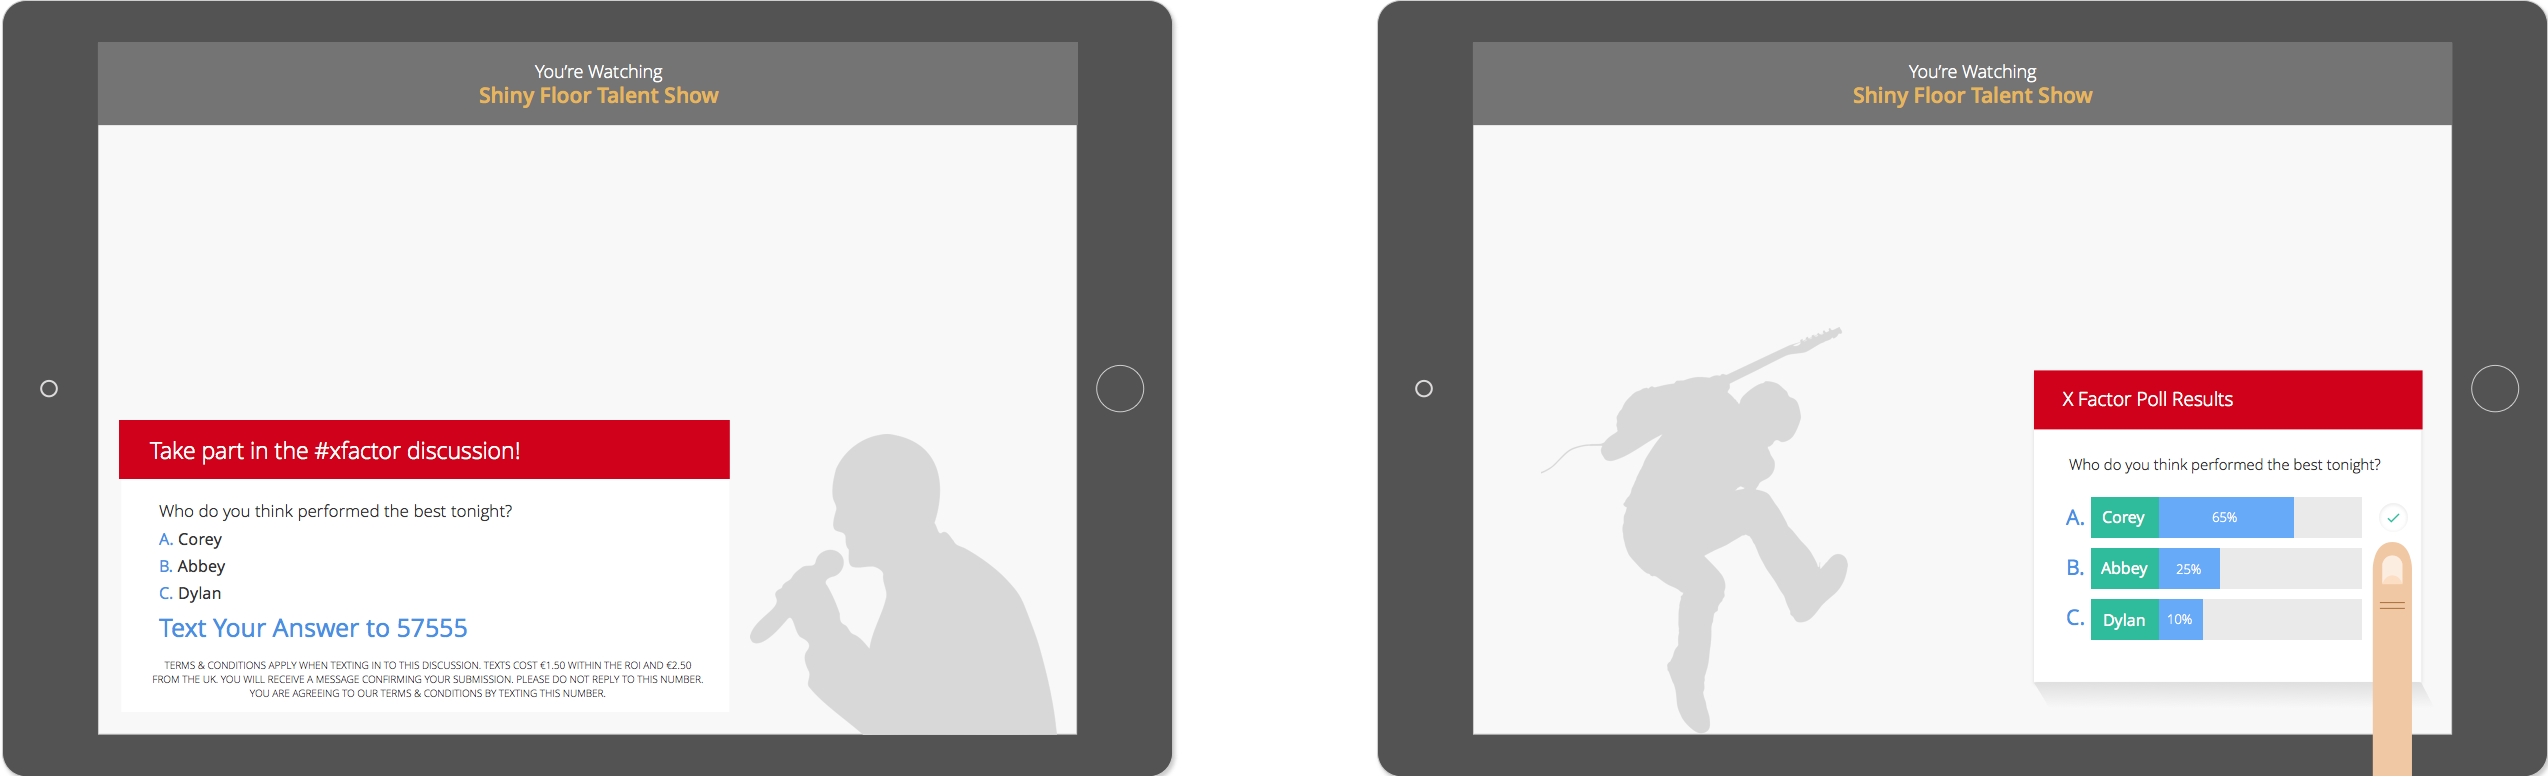 You're Watching
Shiny Floor Talent Show
Take part in the #xfactor discussion!
Who do you think performed the best tonight?
A. Corey
B. Abbey
C. Dylan
Text Your Answer to 57555
TERMS & CONDITIONS APPLY WHEN TEXTING IN TO THIS DISCUSSION. TEXTS COST €1.50 WITHIN THE ROI AND €2.50
FROM THE UK. YOU WILL RECEIVE A MESSAGE CONFIRMING YOUR SUBMISSION. PLEASE DO NOT REPLY TO THIS NUMBER.
YOU ARE AGREEING TO OUR TERMS & CONDITIONS BY TEXTING THIS NUMBER.
You're Watching
Shiny Floor Talent Show
X Factor Poll Results
Who do you think performed the best tonight?
A. Corey 65%
B. Abbey 25%
C. Dylan 10%